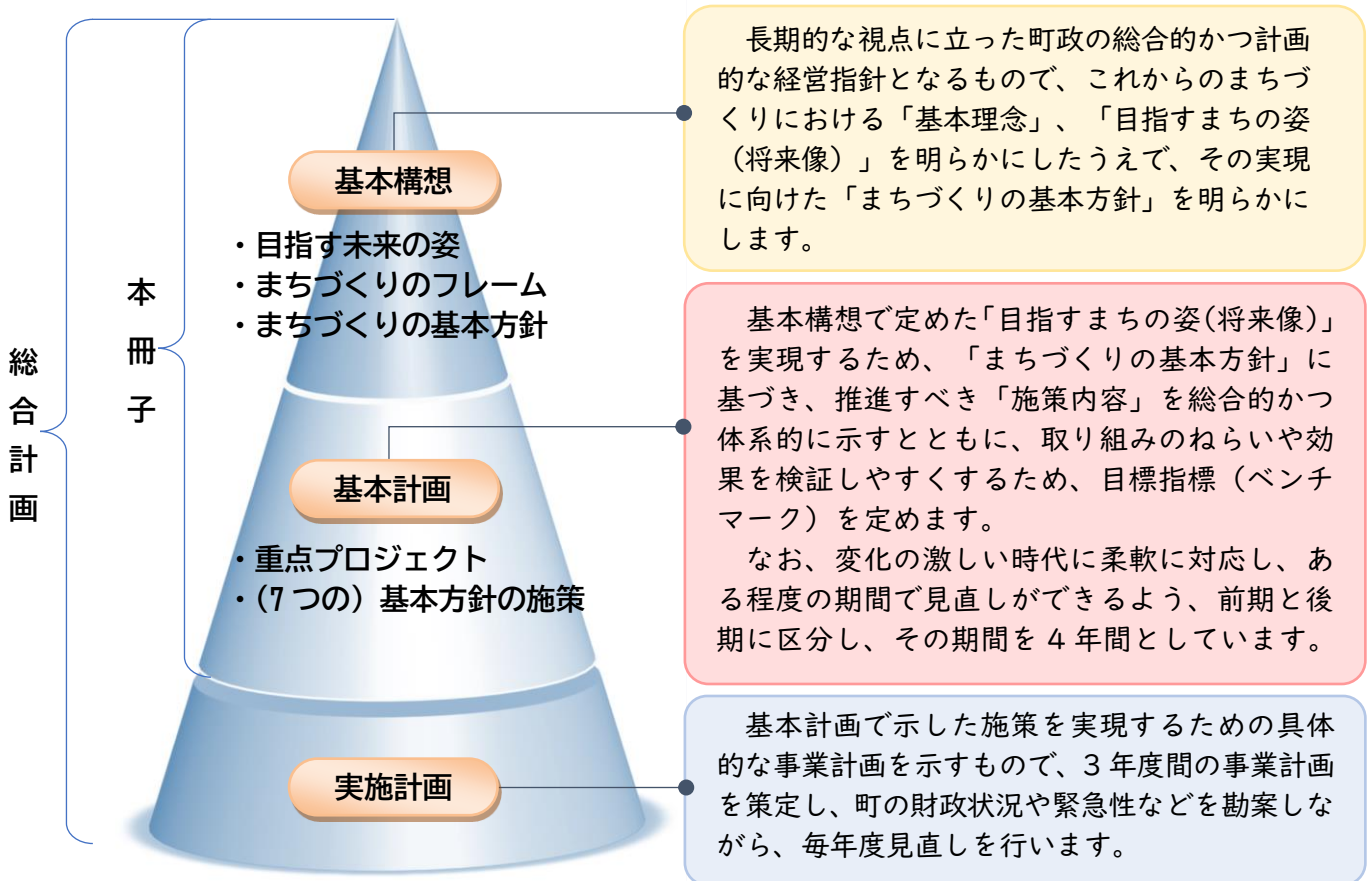 総合計画
本冊子
基本構想
・目指す未来の姿
・まちづくりのフレーム
・まちづくりの基本方針
長期的な視点に立った町政の総合的かつ計画
的な経営指針となるもので、これからのまちづ
くりにおける「基本理念」、「目指すまちの姿
（将来像）」を明らかにしたうえで、その実現
に向けた「まちづくりの基本方針」を明らかに
します。
基本計画
・重点プロジェクト
・(7つの）基本方針の施策
基本構想で定めた「目指すまちの姿(将来像)」
を実現するため、「まちづくりの基本方針」に
基づき、推進すべき「施策内容」を総合的かつ
体系的に示すとともに、取り組みのねらいや効
果を検証しやすくするため、目標指標（ベンチ
マーク）を定めます。
なお、変化の激しい時代に柔軟に対応し、あ
る程度の期間で見直しができるよう、前期と後
期に区分し、その期間を4年間としています。
実施計画
基本計画で示した施策を実現するための具体
的な事業計画を示すもので、3年度間の事業計画
を策定し、町の財政状況や緊急性などを勘案しな
がら、毎年度見直しを行います。